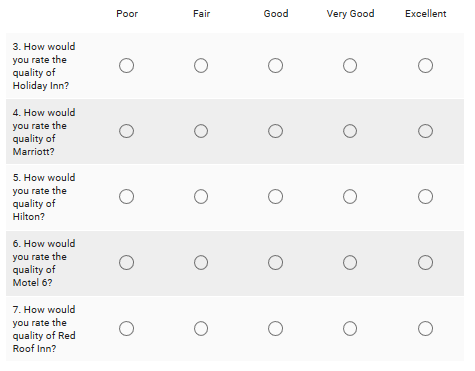 Poor Fair Good Very Good Excellent
3. How would
you rate the
quality of
Holiday Inn?
4. How would
you rate the
quality of
Marriott?
5. How would
you rate the
quality of
Hilton?
6. How would
you rate the
quality of
Motel 6?
7. How would
you rate the
quality of Red
Roof Inn?